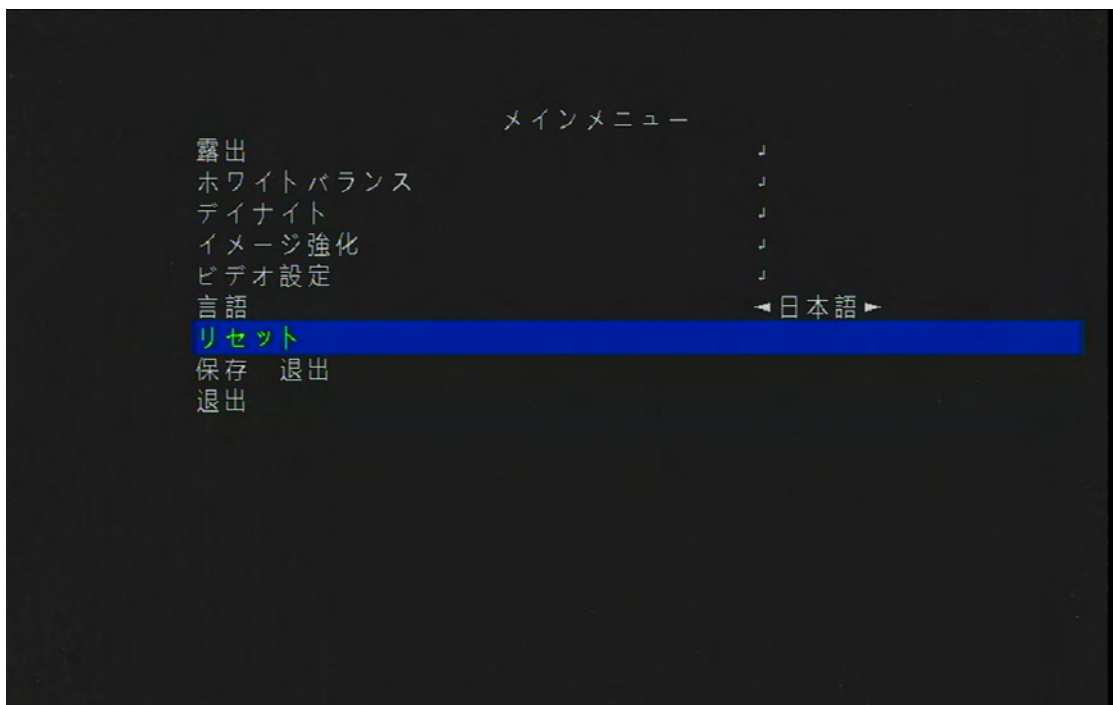 メインメニュー
露出 ↲
ホワイトバランス ↲
デイナイト ↲
イメージ強化 ↲
ビデオ設定 ↲
言語 ◄日本語►
リセット
保存 退出
退出